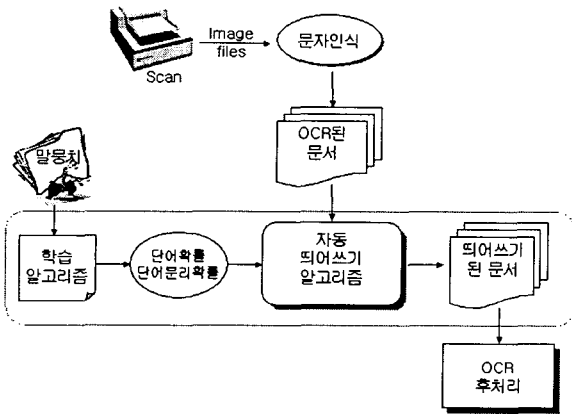 Image
files
Scan
문자인식
OCR된
문서
말뭉치
학습
알고리즘
단어확률
단어분리확률
자동
띄어쓰기
알고리즘
띄어쓰기
된 문서
OCR
후처리